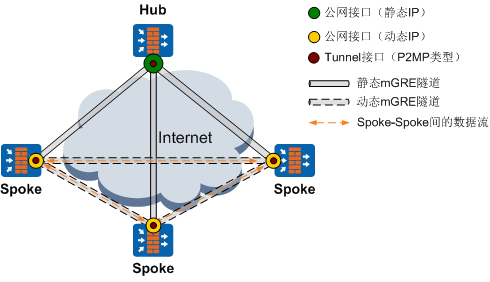 Hub
公网接口（静态IP）
公网接口（动态IP）
Tunnel接口（P2MP类型）
静态mGRE隧道
动态mGRE隧道
Spoke-Spoke间的数据流
Internet
Spoke
Spoke
Spoke